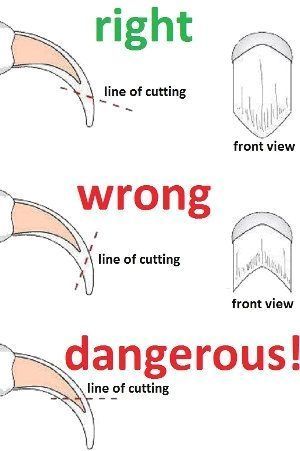 right
line of cutting
front view
wrong
line of cutting
front view
dangerous!
line of cutting